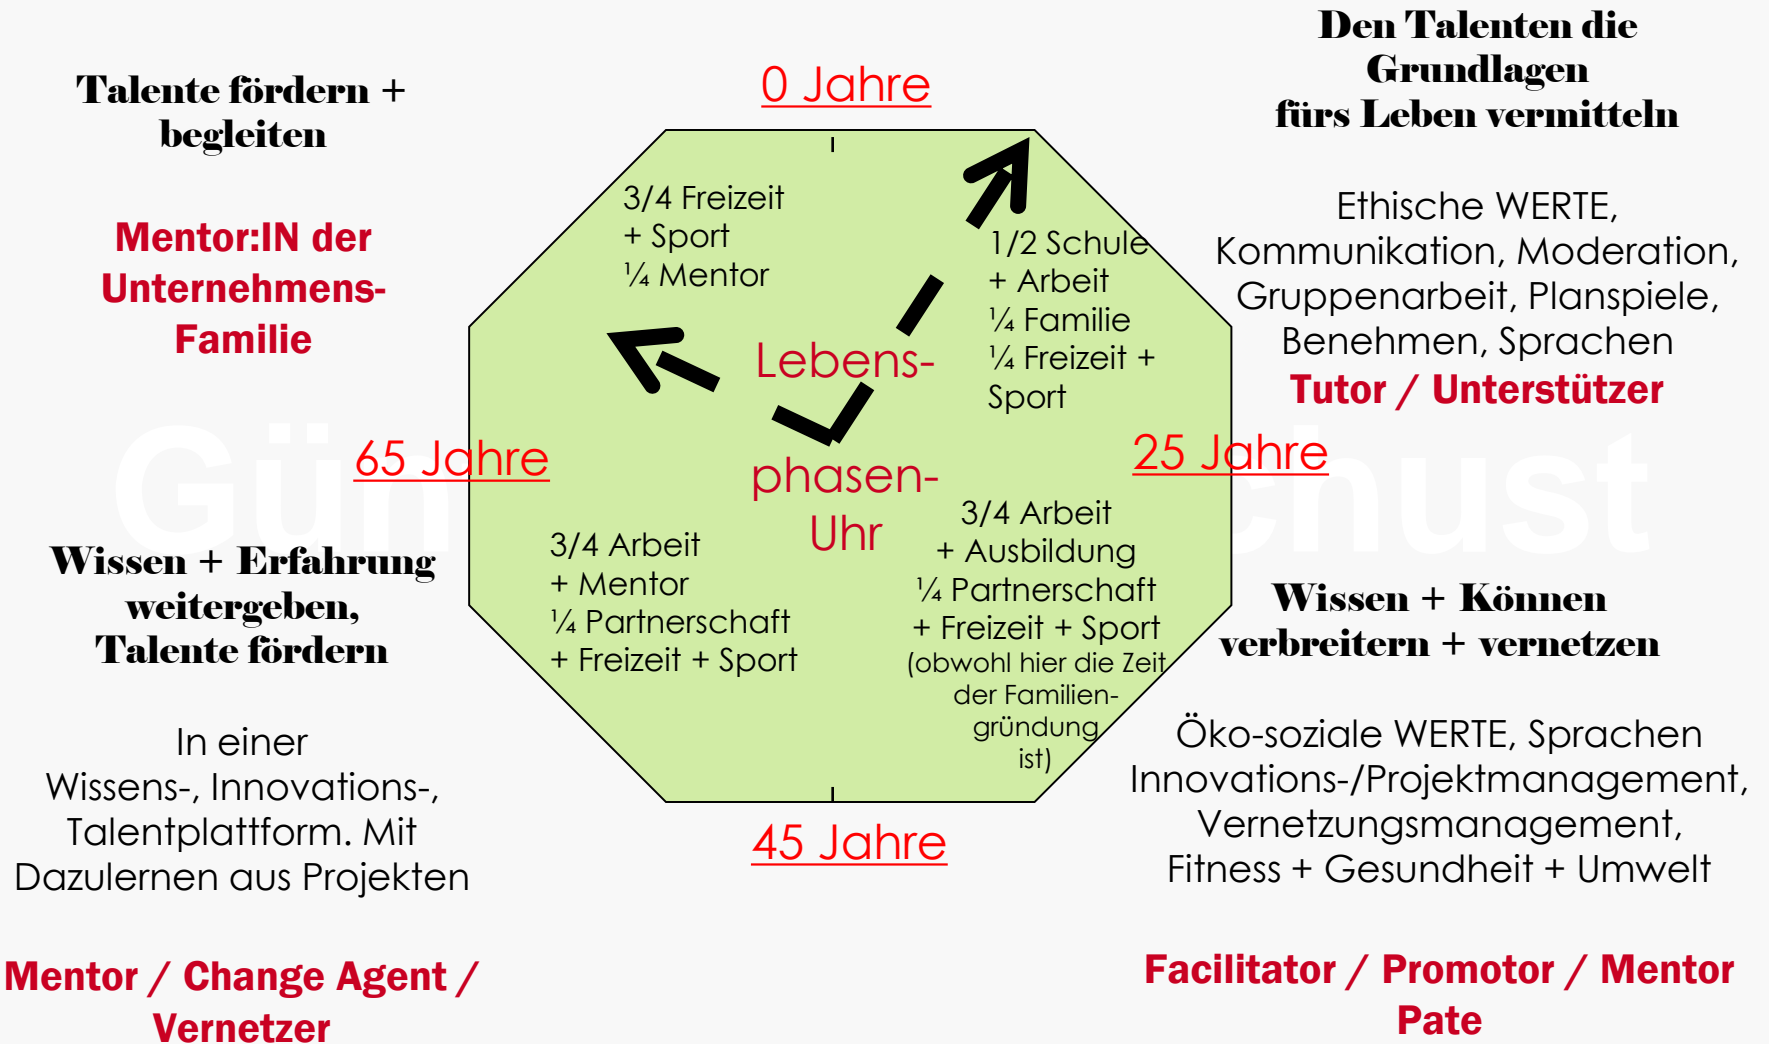 Talente fördern +
begleiten
Mentor:IN der
Unternehmens-
Familie
0 Jahre
Den Talenten die
Grundlagen
fürs Leben vermitteln
Ethische WERTE,
Kommunikation, Moderation,
Gruppenarbeit, Planspiele,
Benehmen, Sprachen
Tutor / Unterstützer
3/4 Freizeit
+ Sport
¼ Mentor
1/2 Schule
+ Arbeit
¼ Familie
¼ Freizeit +
Sport
Lebens-
phasen-
Uhr
65 Jahre
25 Jahre
Wissen + Erfahrung
weitergeben,
Talente fördern
In einer
Wissens-, Innovations-,
Talentplattform. Mit
Dazulernen aus Projekten
Mentor / Change Agent /
Vernetzer
3/4 Arbeit
+ Mentor
¼ Partnerschaft
+ Freizeit + Sport
3/4 Arbeit
+ Ausbildung
¼ Partnerschaft
+ Freizeit + Sport
(obwohl hier die Zeit
der Familien-
gründung
ist)
45 Jahre
Wissen + Können
verbreitern + vernetzen
Öko-soziale WERTE, Sprachen
Innovations-/Projektmanagement,
Vernetzungsmanagement,
Fitness + Gesundheit + Umwelt
Facilitator / Promotor / Mentor
Pate